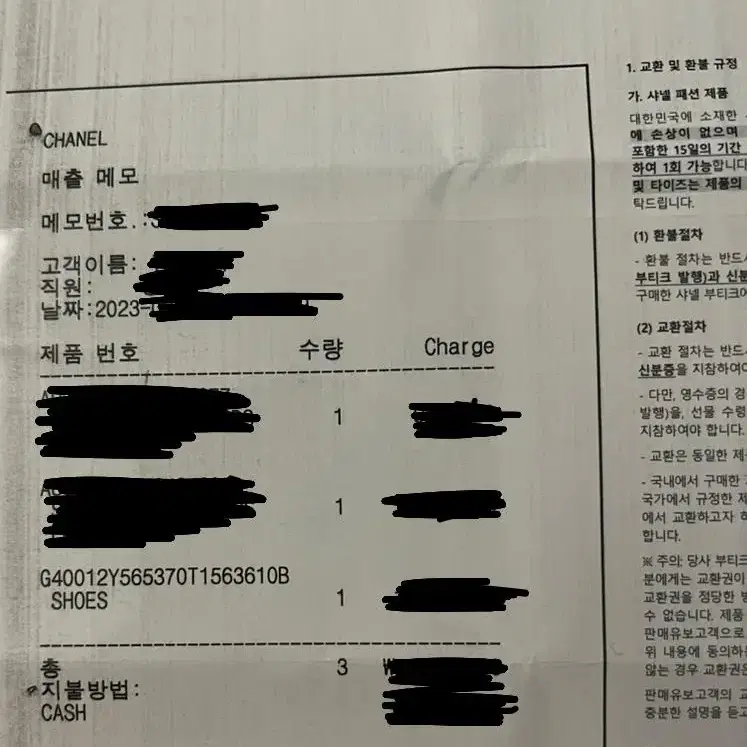 CHANEL
매출 메모
메모번호.:
고객이름:
직원:
날짜:2023-
제품 번호 수량 Charge
1
1
G40012Y565370T1563610B
SHOES 1
총 3
지불방법:
CASH
1. 교환 및 환불 규정
가. 샤넬 패션 제품
대한민국에 소재한
에 손상이 없으며
포함한 15일의 기간
하여 1회 가능합니다
및 타이즈는 제품의
탁드립니다.
(1) 환불절차
- 환불 절차는 반드시
부티크 발행)과 신분
구매한 샤넬 부티크에
(2) 교환절차
- 교환 절차는 반드시
신분증을 지참하여야
- 다만, 영수증의 경
발행)을, 선물 수령
지참하여야 합니다.
- 교환은 동일한 제
- 국내에서 구매한
국가에서 규정한 제
에서 교환하고자 하
합니다.
※ 주의: 당사 부티크
분에게는 교환권이
교환권을 정당한 방
수 없습니다. 제품
판매유보고객으로
위 내용에 동의하
않는 경우 교환권은
판매유보고객의 교
충분한 설명을 듣고